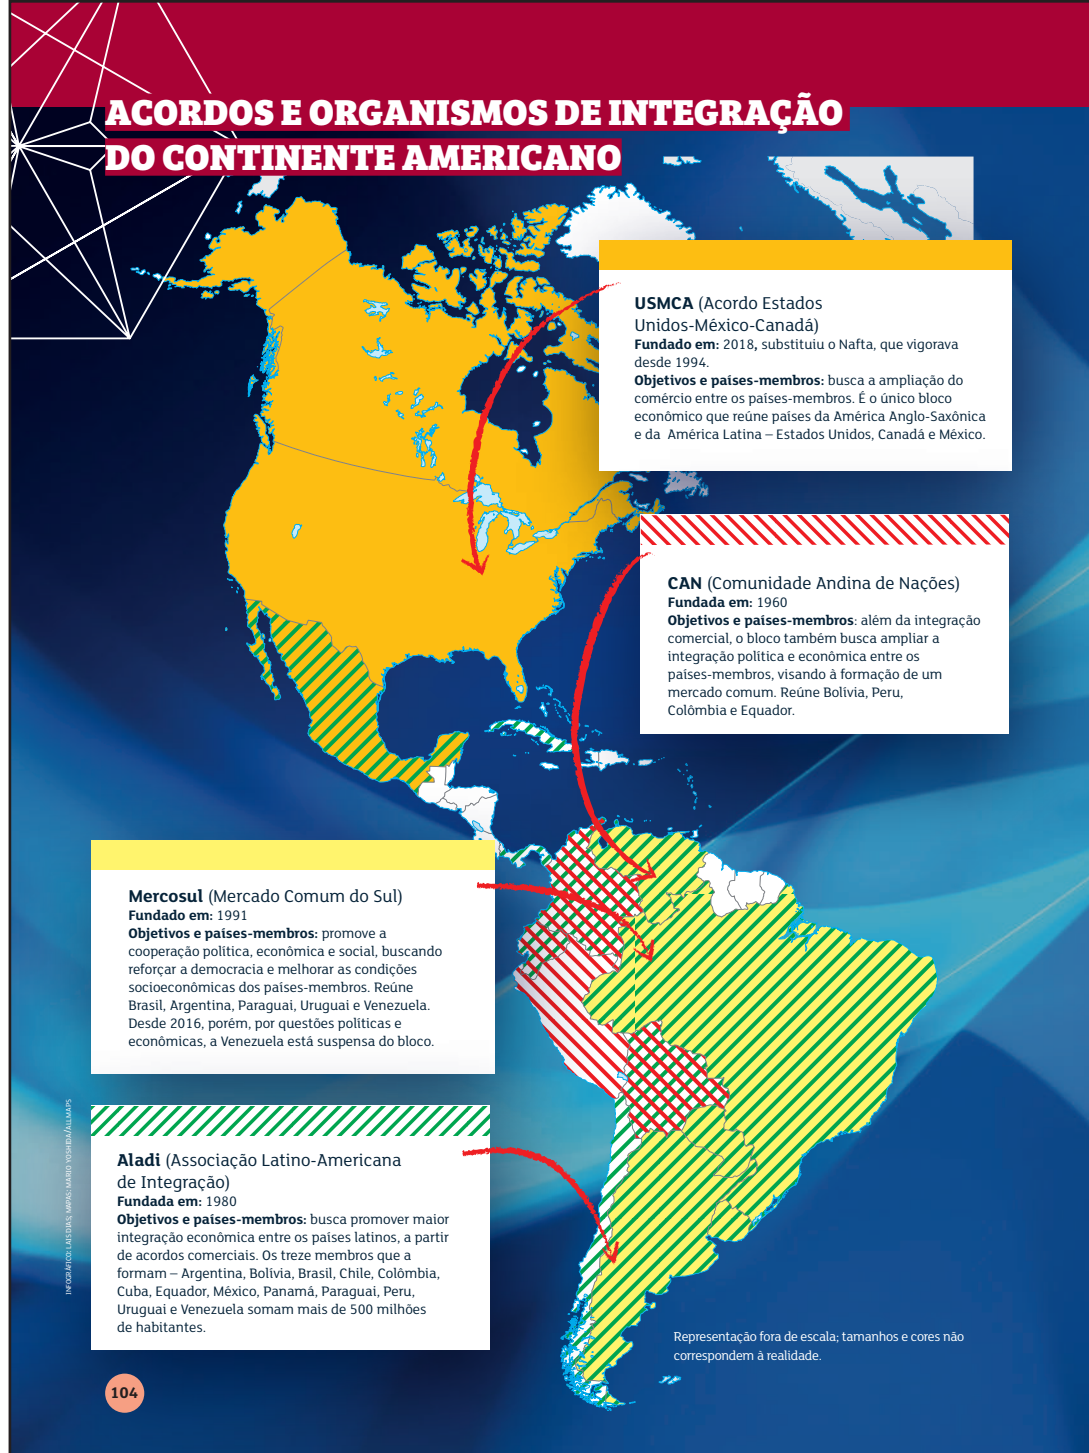 ACORDOS E ORGANISMOS DE INTEGRAÇÃO
DO CONTINENTE AMERICANO
USMCA (Acordo Estados
Unidos-México-Canadá)
Fundado em: 2018, substituiu o Nafta, que vigorava
desde 1994.
Objetivos e países-membros: busca a ampliação do
comércio entre os países-membros. É o único bloco
econômico que reúne países da América Anglo-Saxônica
e da América Latina – Estados Unidos, Canadá e México.
CAN (Comunidade Andina de Nações)
Fundada em: 1960
Objetivos e países-membros: além da integração
comercial, o bloco também busca ampliar a
integração política e econômica entre os
países-membros, visando à formação de um
mercado comum. Reúne Bolívia, Peru,
Colômbia e Equador.
Mercosul (Mercado Comum do Sul)
Fundado em: 1991
Objetivos e países-membros: promove a
cooperação política, econômica e social, buscando
reforçar a democracia e melhorar as condições
socioeconômicas dos países-membros. Reúne
Brasil, Argentina, Paraguai, Uruguai e Venezuela.
Desde 2016, porém, por questões políticas e
econômicas, a Venezuela está suspensa do bloco.
Aladi (Associação Latino-Americana
de Integração)
Fundada em: 1980
Objetivos e países-membros: busca promover maior
integração econômica entre os países latinos, a partir
de acordos comerciais. Os treze membros que a
formam – Argentina, Bolívia, Brasil, Chile, Colômbia,
Cuba, Equador, México, Panamá, Paraguai, Peru,
Uruguai e Venezuela somam mais de 500 milhões
de habitantes.
Representação fora de escala; tamanhos e cores não
correspondem à realidade.
INFOGRÁFICO: LAIS DIAS; MAPAS: MARIO YOSHIDA/ALLMAPS
104